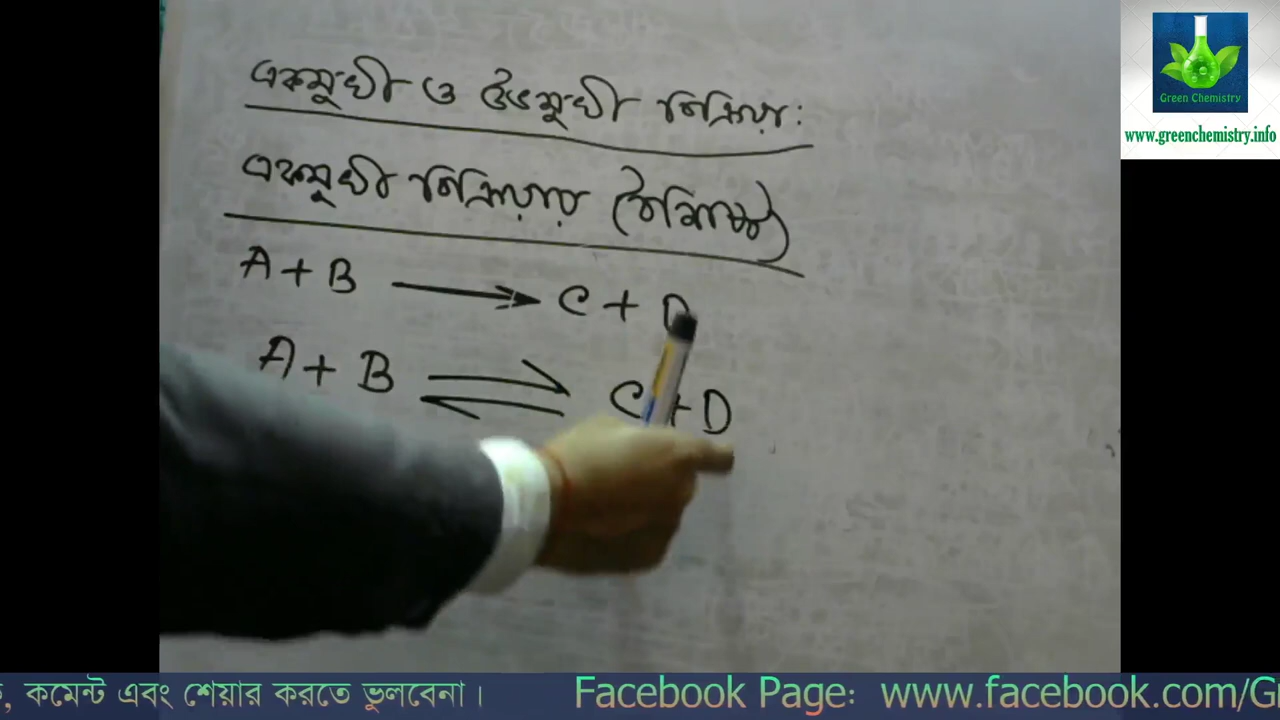 একমুখী ও উভমুখী বিক্রিয়া:
একমুখী বিক্রিয়ার বৈশিষ্ট্য
A + B ⟶ C + D
A + B ⇌ C + D
Green Chemistry
www.greenchemistry.info
কমেন্ট এবং শেয়ার করতে ভুলবেনা। Facebook Page: www.facebook.com/G